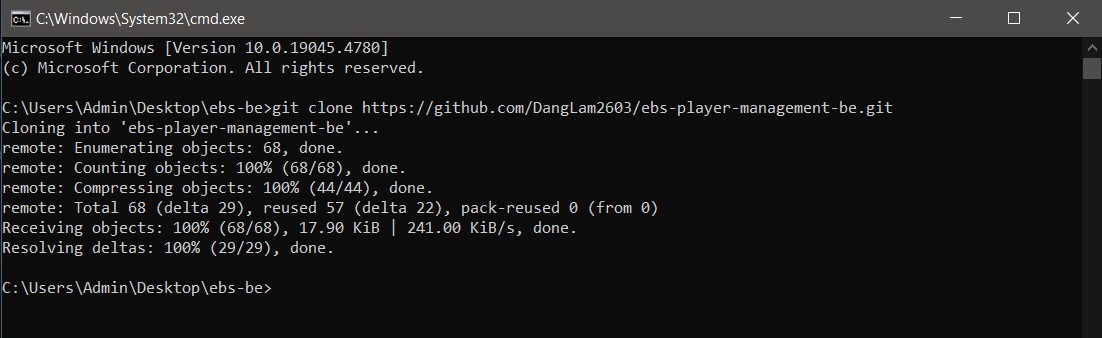 C:\Windows\System32\cmd.exe
Microsoft Windows [Version 10.0.19045.4780]
(c) Microsoft Corporation. All rights reserved.
C:\Users\Admin\Desktop\ebs-be>git clone https://github.com/DangLam2603/ebs-player-management-be.git
Cloning into 'ebs-player-management-be'...
remote: Enumerating objects: 68, done.
remote: Counting objects: 100% (68/68), done.
remote: Compressing objects: 100% (44/44), done.
remote: Total 68 (delta 29), reused 57 (delta 22), pack-reused 0 (from 0)
Receiving objects: 100% (68/68), 17.90 KiB | 241.00 KiB/s, done.
Resolving deltas: 100% (29/29), done.
C:\Users\Admin\Desktop\ebs-be>